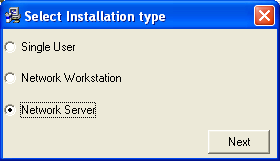 Select Installation type
Single User
Network Workstation
Network Server
Next